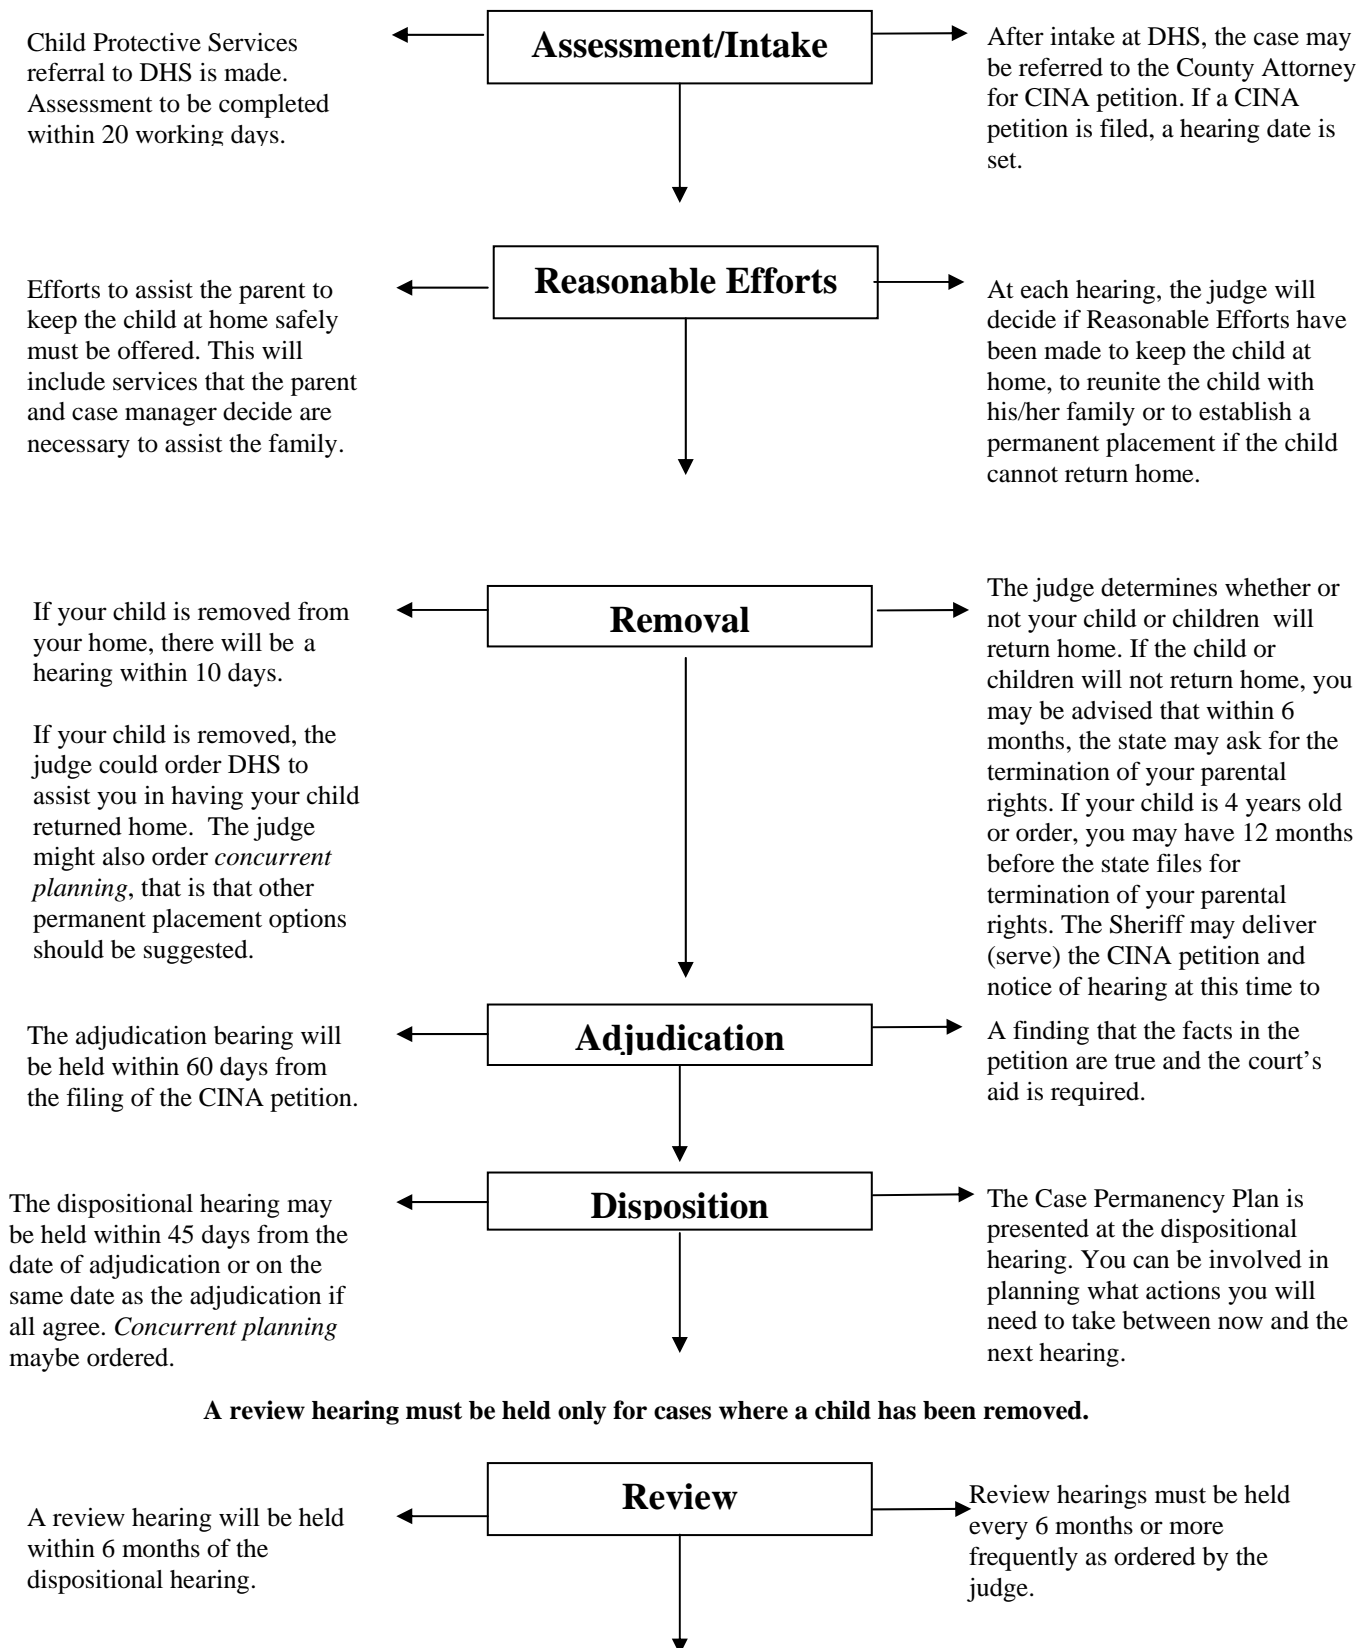 Assessment/Intake
Child Protective Services
referral to DHS is made.
Assessment to be completed
within 20 working days.
After intake at DHS, the case may
be referred to the County Attorney
for CINA petition. If a CINA
petition is filed, a hearing date is
set.
Reasonable Efforts
Efforts to assist the parent to
keep the child at home safely
must be offered. This will
include services that the parent
and case manager decide are
necessary to assist the family.
At each hearing, the judge will
decide if Reasonable Efforts have
been made to keep the child at
home, to reunite the child with
his/her family or to establish a
permanent placement if the child
cannot return home.
Removal
If your child is removed from
your home, there will be a
hearing within 10 days.
If your child is removed, the
judge could order DHS to
assist you in having your child
returned home. The judge
might also order concurrent
planning, that is that other
permanent placement options
should be suggested.
The judge determines whether or
not your child or children will
return home. If the child or
children will not return home, you
may be advised that within 6
months, the state may ask for the
termination of your parental
rights. If your child is 4 years old
or order, you may have 12 months
before the state files for
termination of your parental
rights. The Sheriff may deliver
(serve) the CINA petition and
notice of hearing at this time to
Adjudication
The adjudication bearing will
be held within 60 days from
the filing of the CINA petition.
A finding that the facts in the
petition are true and the court's
aid is required.
Disposition
The dispositional hearing may
be held within 45 days from the
date of adjudication or on the
same date as the adjudication if
all agree. Concurrent planning
maybe ordered.
The Case Permanency Plan is
presented at the dispositional
hearing. You can be involved in
planning what actions you will
need to take between now and the
next hearing.
A review hearing must be held only for cases where a child has been removed.
Review
A review hearing will be held
within 6 months of the
dispositional hearing.
Review hearings must be held
every 6 months or more
frequently as ordered by the
judge.